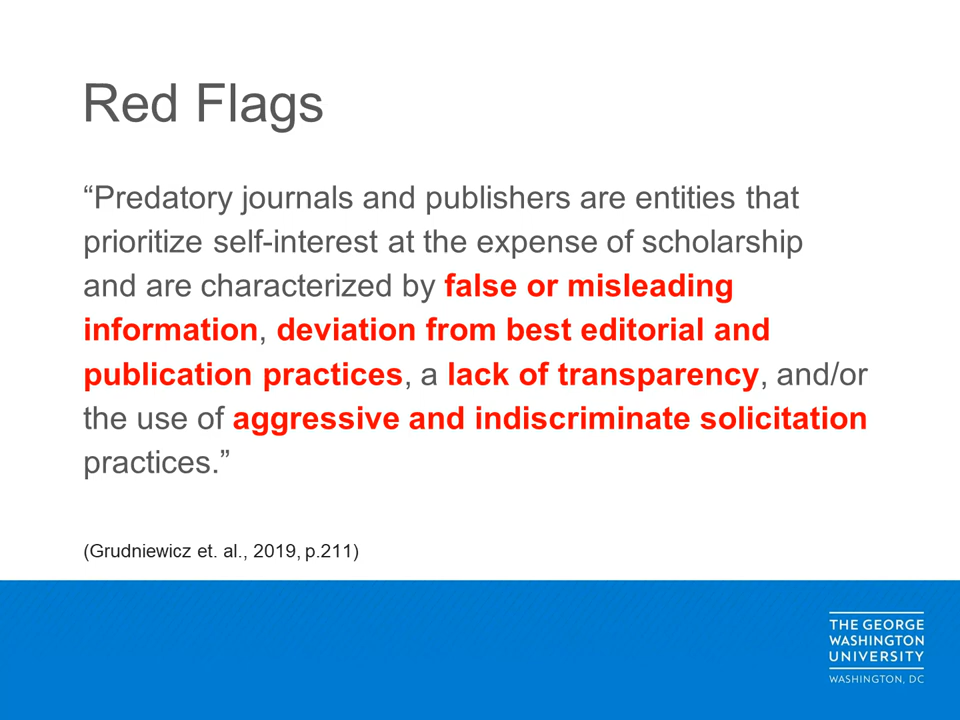 Red Flags
“Predatory journals and publishers are entities that
prioritize self-interest at the expense of scholarship
and are characterized by false or misleading
information, deviation from best editorial and
publication practices, a lack of transparency, and/or
the use of aggressive and indiscriminate solicitation
practices.”
(Grudniewicz et. al., 2019, p.211)
THE GEORGE
WASHINGTON
UNIVERSITY
WASHINGTON, DC